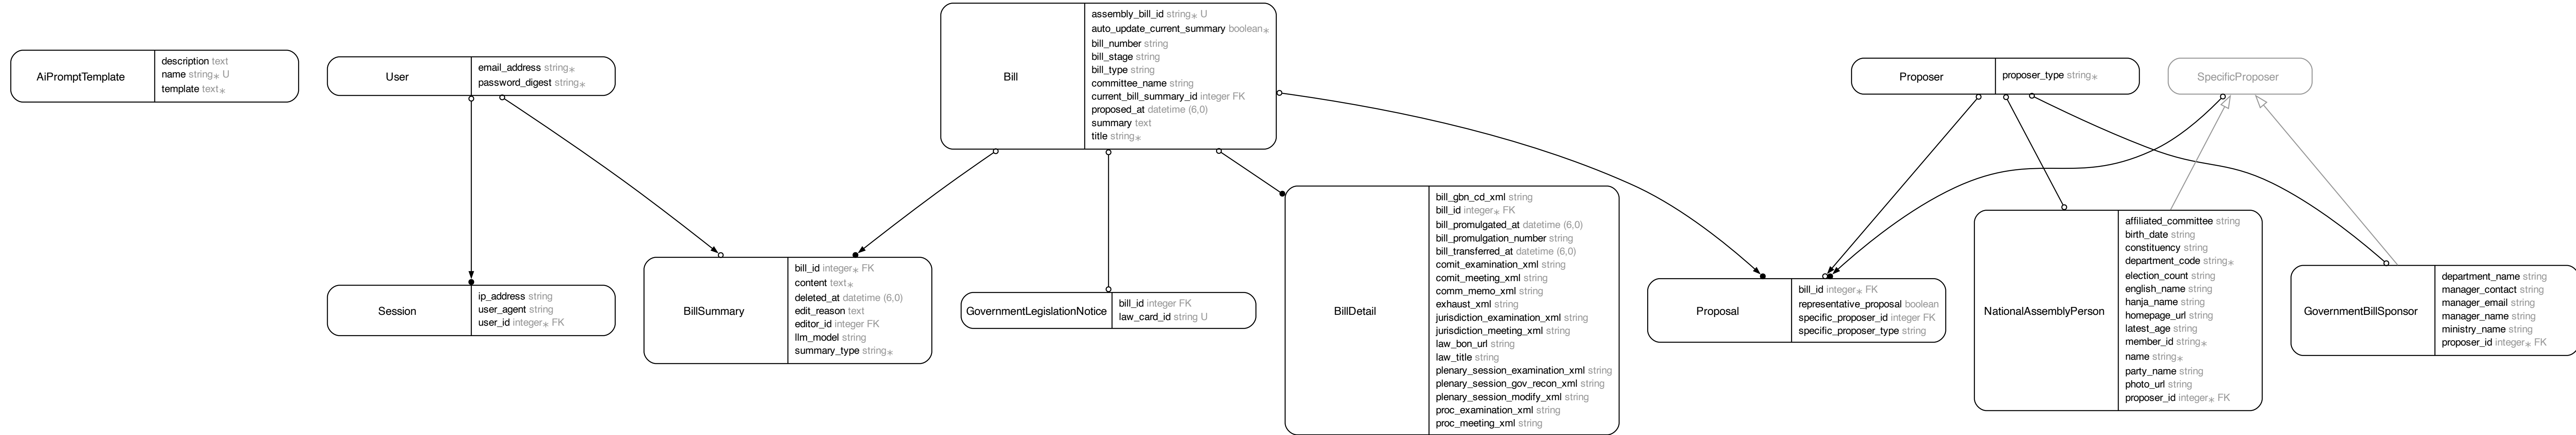 AiPromptTemplate
description text
name string∗ U
template text∗
User
email_address string∗
password_digest string∗
Bill
assembly_bill_id string∗ U
auto_update_current_summary boolean∗
bill_number string
bill_stage string
bill_type string
committee_name string
current_bill_summary_id integer FK
proposed_at datetime (6,0)
summary text
title string∗
Proposer
proposer_type string∗
SpecificProposer
Session
ip_address string
user_agent string
user_id integer∗ FK
BillSummary
bill_id integer∗ FK
content text∗
deleted_at datetime (6,0)
edit_reason text
editor_id integer FK
llm_model string
summary_type string∗
GovernmentLegislationNotice
bill_id integer FK
law_card_id string U
BillDetail
bill_gbn_cd_xml string
bill_id integer∗ FK
bill_promulgated_at datetime (6,0)
bill_promulgation_number string
bill_transferred_at datetime (6,0)
comit_examination_xml string
comit_meeting_xml string
comm_memo_xml string
exhaust_xml string
jurisdiction_examination_xml string
jurisdiction_meeting_xml string
law_bon_url string
law_title string
plenary_session_examination_xml string
plenary_session_gov_recon_xml string
plenary_session_modify_xml string
proc_examination_xml string
proc_meeting_xml string
Proposal
bill_id integer∗ FK
representative_proposal boolean
specific_proposer_id integer FK
specific_proposer_type string
NationalAssemblyPerson
affiliated_committee string
birth_date string
constituency string
department_code string∗
election_count string
english_name string
hanja_name string
homepage_url string
latest_age string
member_id string∗
name string∗
party_name string
photo_url string
proposer_id integer∗ FK
GovernmentBillSponsor
department_name string
manager_contact string
manager_email string
manager_name string
ministry_name string
proposer_id integer∗ FK